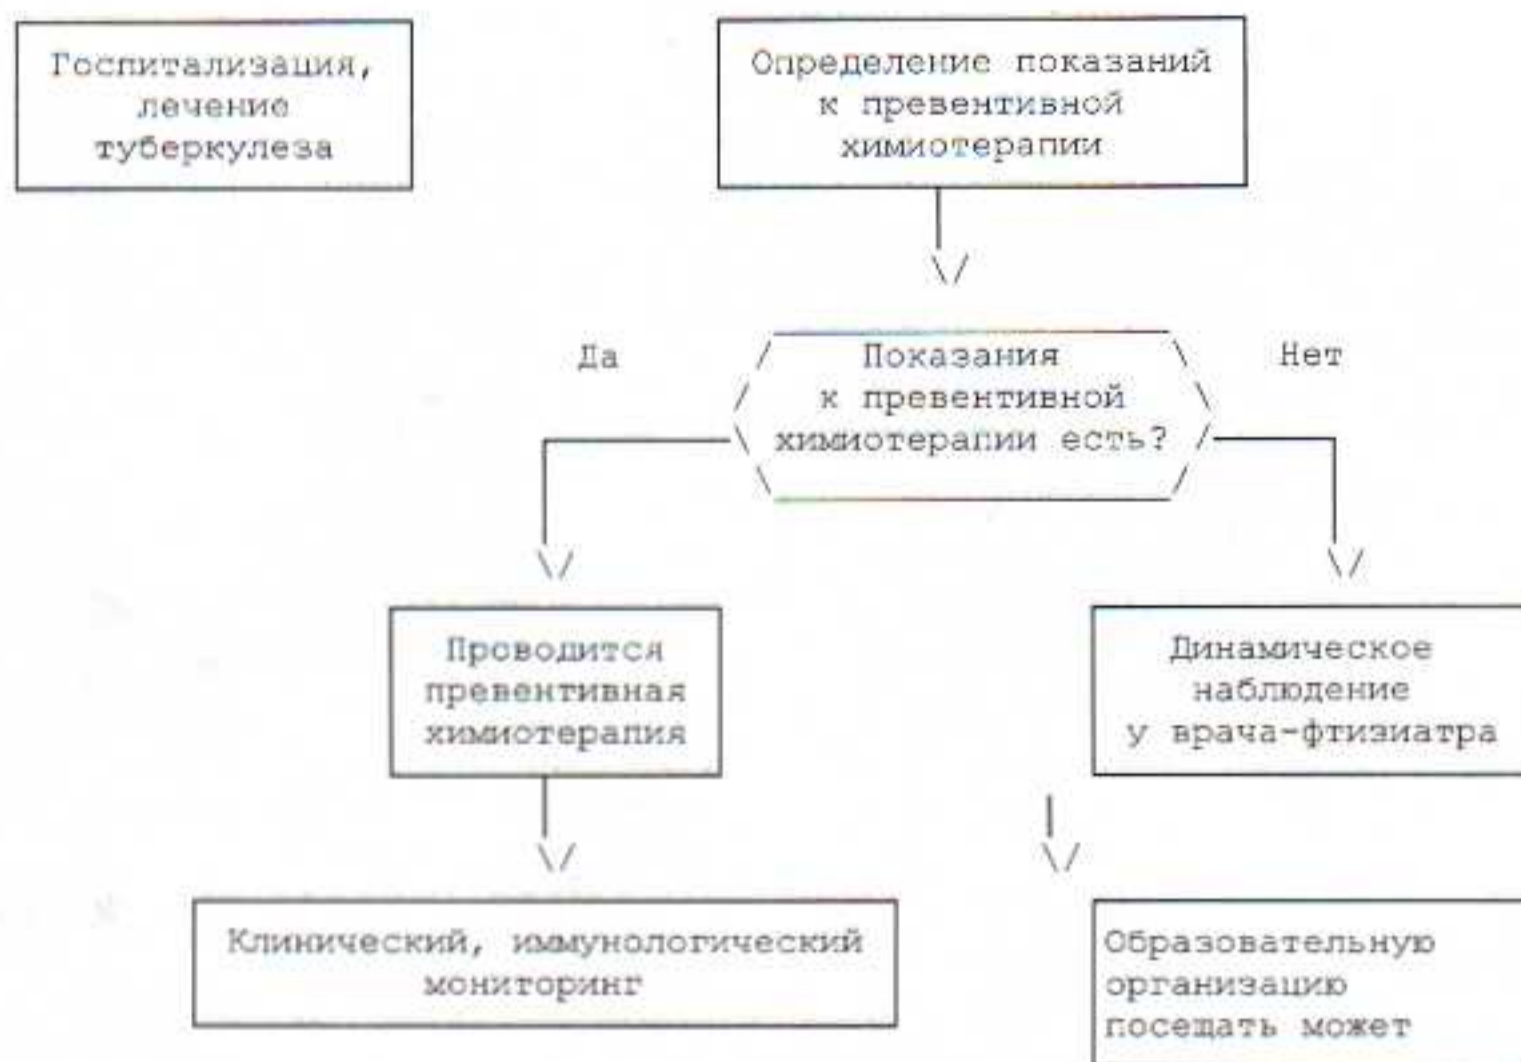 Госпитализация,
лечение
туберкулеза
Определение показаний
к превентивной
химиотерапии
Да
Показания
к превентивной
химиотерапии есть?
Нет
Проводится
превентивная
химиотерапия
Динамическое
наблюдение
у врача-фтизиатра
Клинический, иммунологический
мониторинг
Образовательную
организацию
посещать может